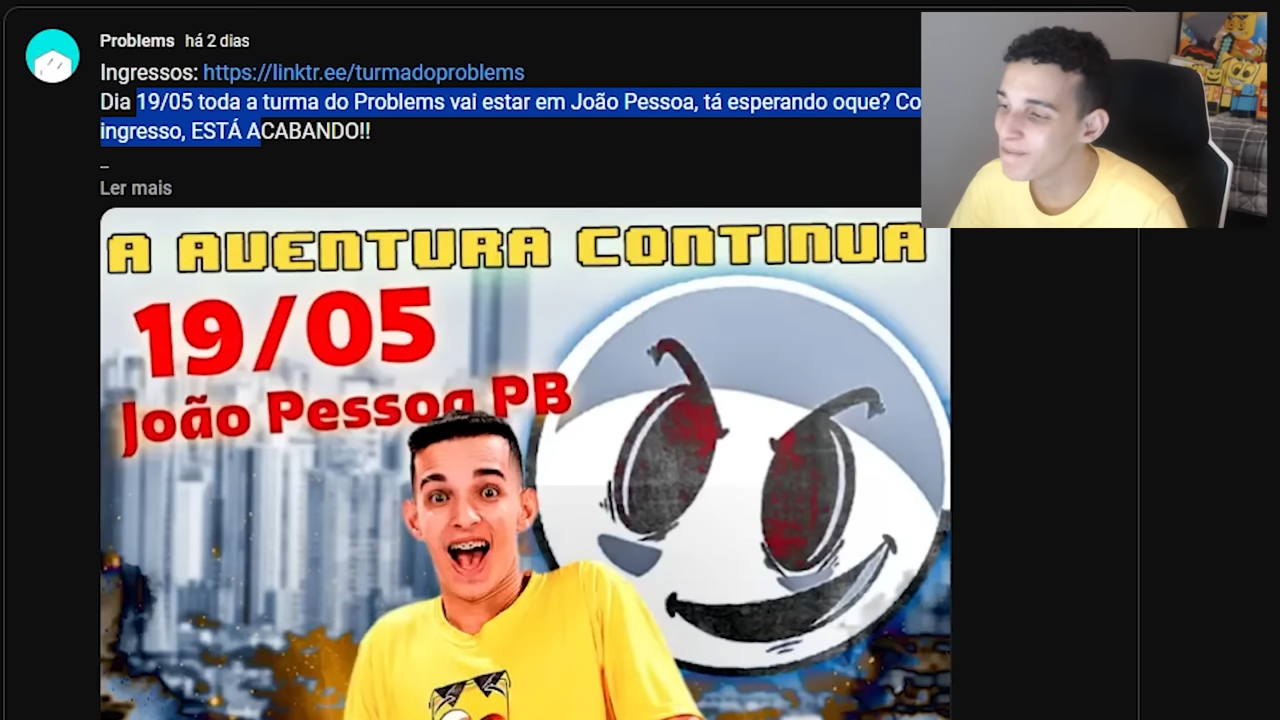 Problems há 2 dias
Ingressos: https://linktr.ee/turmadoproblems
Dia 19/05 toda a turma do Problems vai estar em João Pessoa, tá esperando oque? Co
ingresso, ESTÁ ACABANDO!!
_
Ler mais
A AVENTURA CONTINUA
19/05
João Pessoa PB